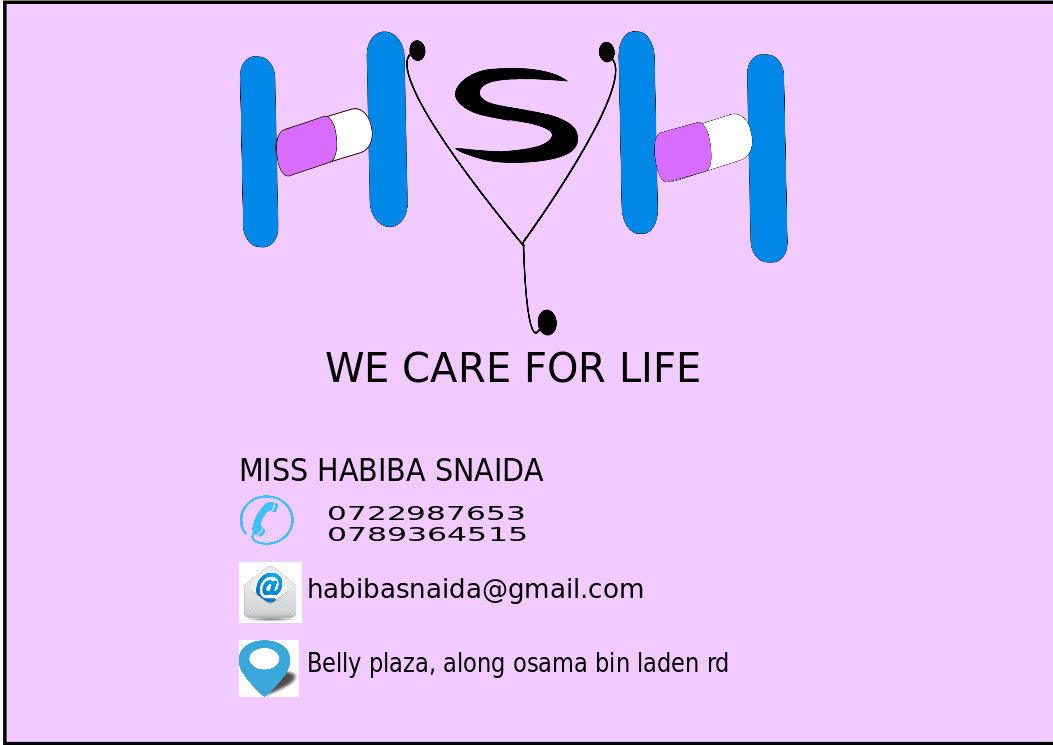 HSH
WE CARE FOR LIFE
MISS HABIBA SNAIDA
0722987653
0789364515
habibasnaida@gmail.com
Belly plaza, along osama bin laden rd